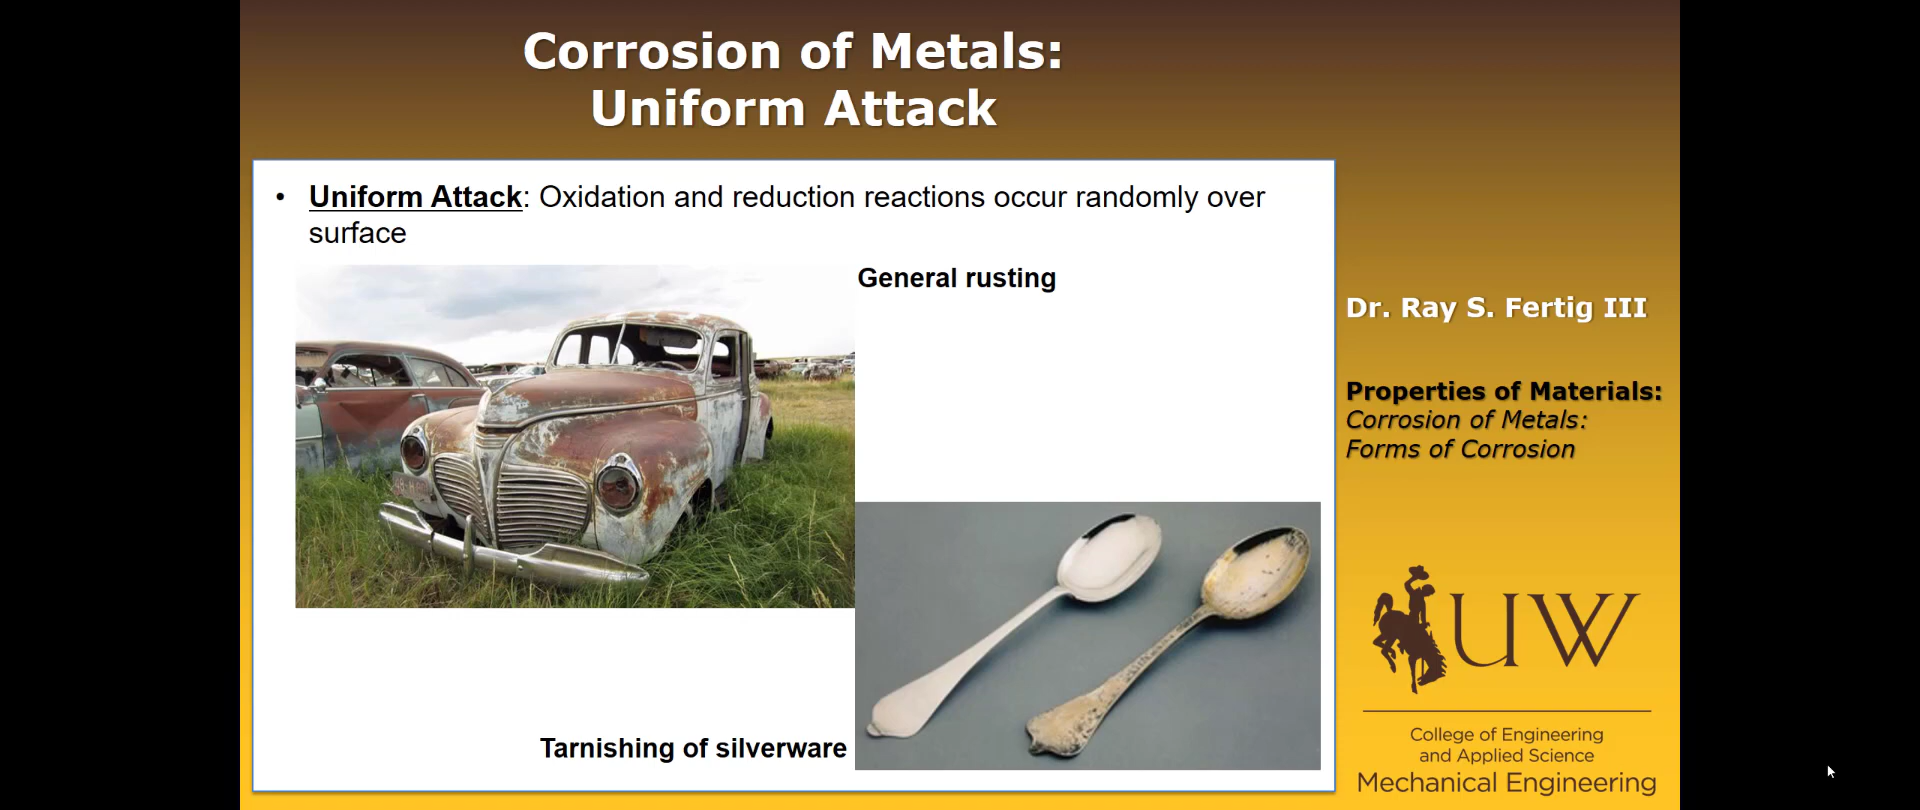 Corrosion of Metals:
Uniform Attack
• Uniform Attack: Oxidation and reduction reactions occur randomly over
surface
General rusting
Tarnishing of silverware
Dr. Ray S. Fertig III
Properties of Materials:
Corrosion of Metals:
Forms of Corrosion
UW
College of Engineering
and Applied Science
Mechanical Engineering